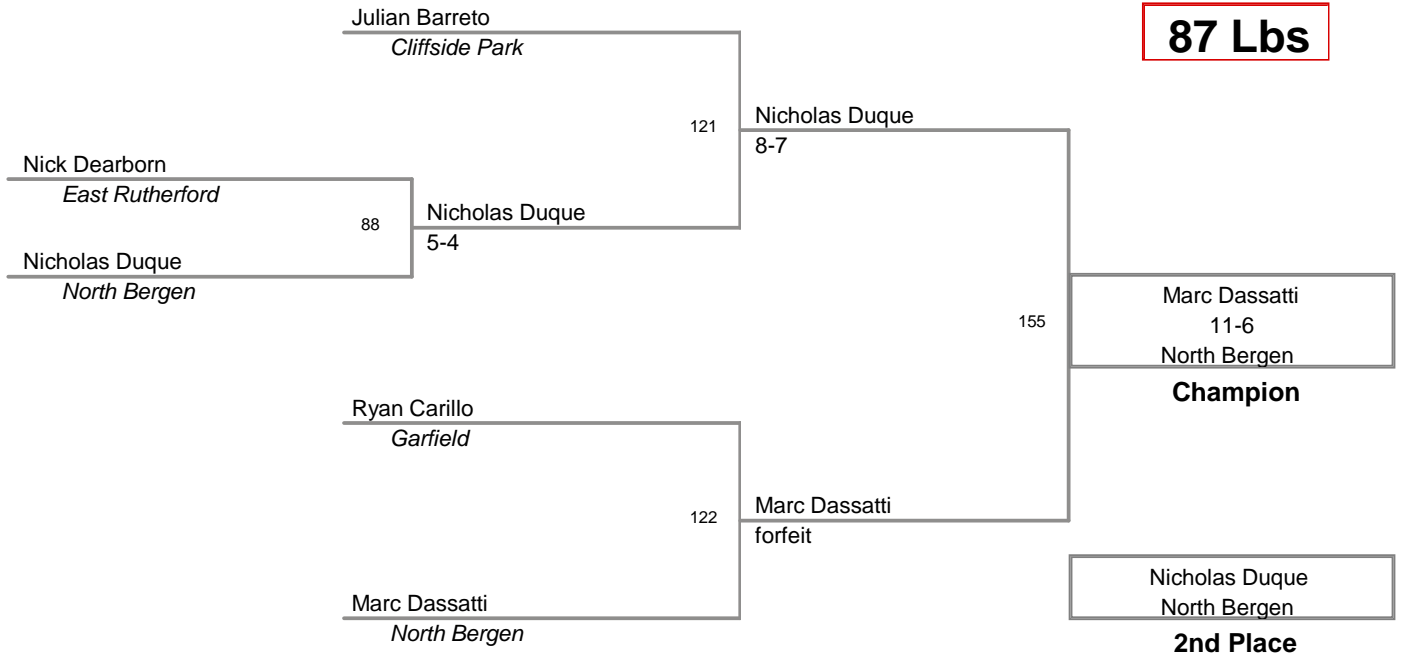 Julian Barreto
Cliffside Park
87 Lbs
121
Nicholas Duque
8-7
Nick Dearborn
East Rutherford
88
Nicholas Duque
5-4
Nicholas Duque
North Bergen
155
Marc Dassatti
11-6
North Bergen
Champion
Ryan Carillo
Garfield
122
Marc Dassatti
forfeit
Marc Dassatti
North Bergen
Nicholas Duque
North Bergen
2nd Place